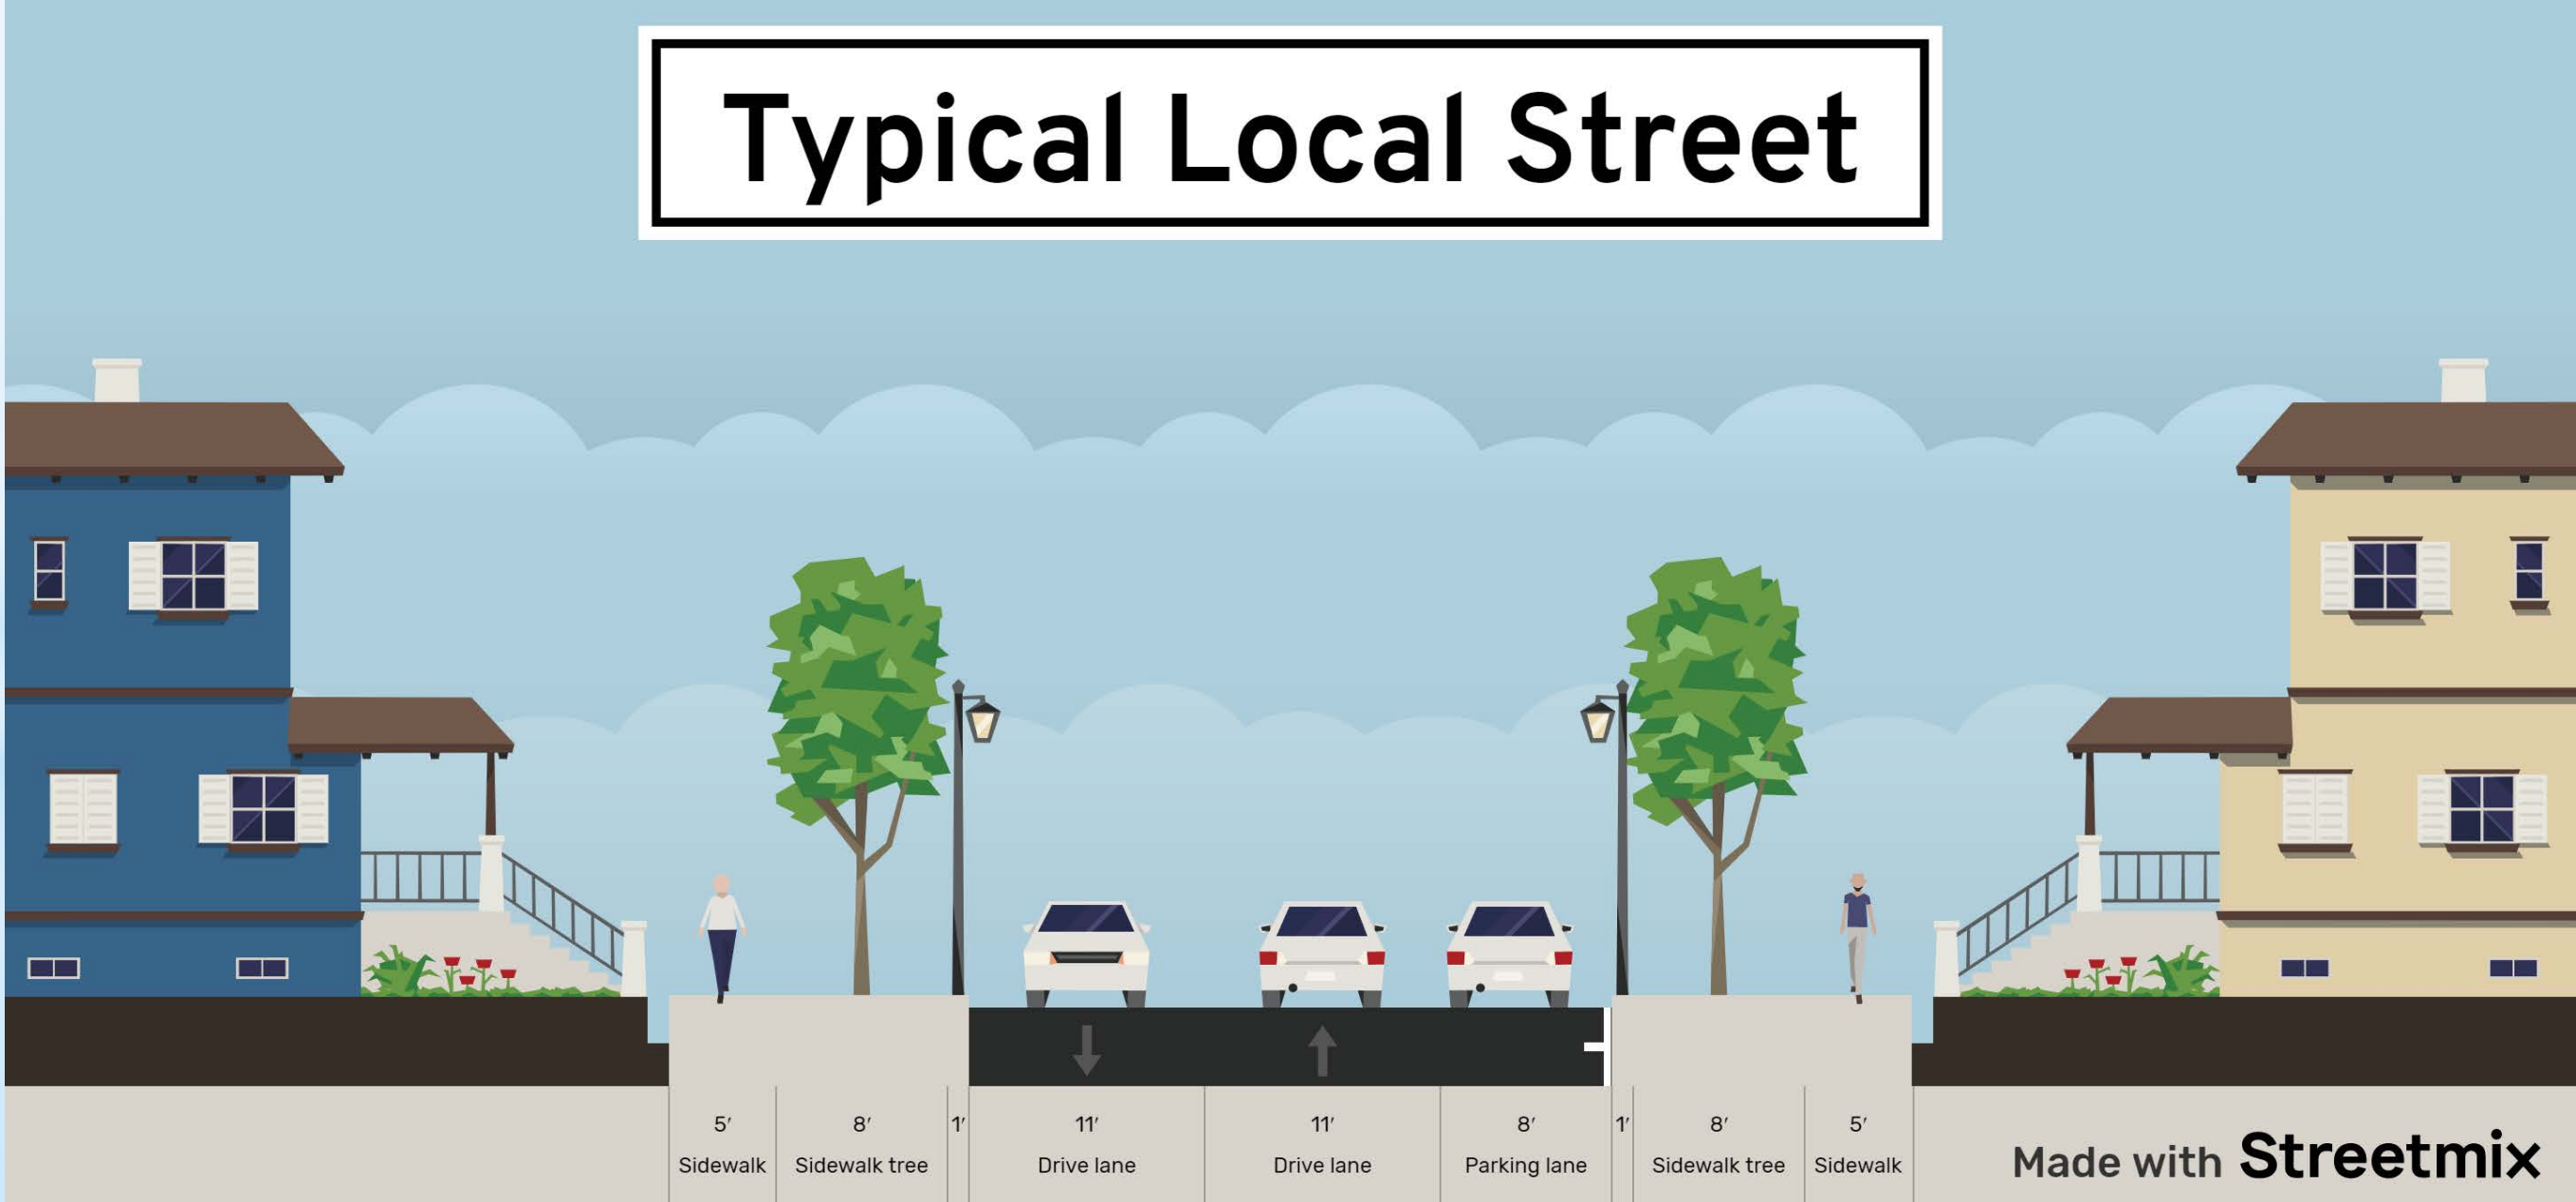 Typical Local Street
5′ 8′ 1′ 11′ 11′ 8′ 1′ 8′ 5′
Sidewalk Sidewalk tree Drive lane Drive lane Parking lane Sidewalk tree Sidewalk
Made with Streetmix